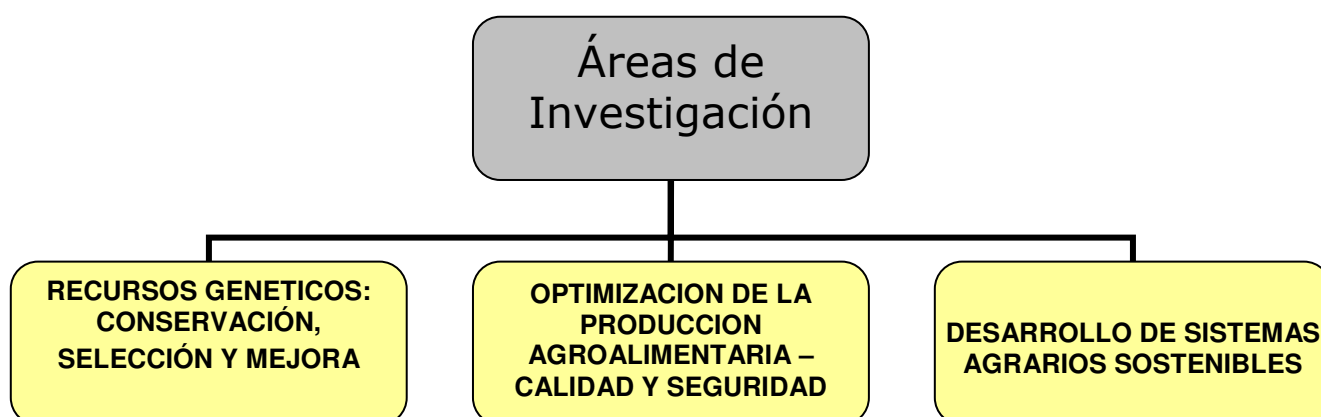 Áreas de
Investigación
RECURSOS GENETICOS:
CONSERVACIÓN,
SELECCIÓN Y MEJORA
OPTIMIZACION DE LA
PRODUCCION
AGROALIMENTARIA –
CALIDAD Y SEGURIDAD
DESARROLLO DE SISTEMAS
AGRARIOS SOSTENIBLES